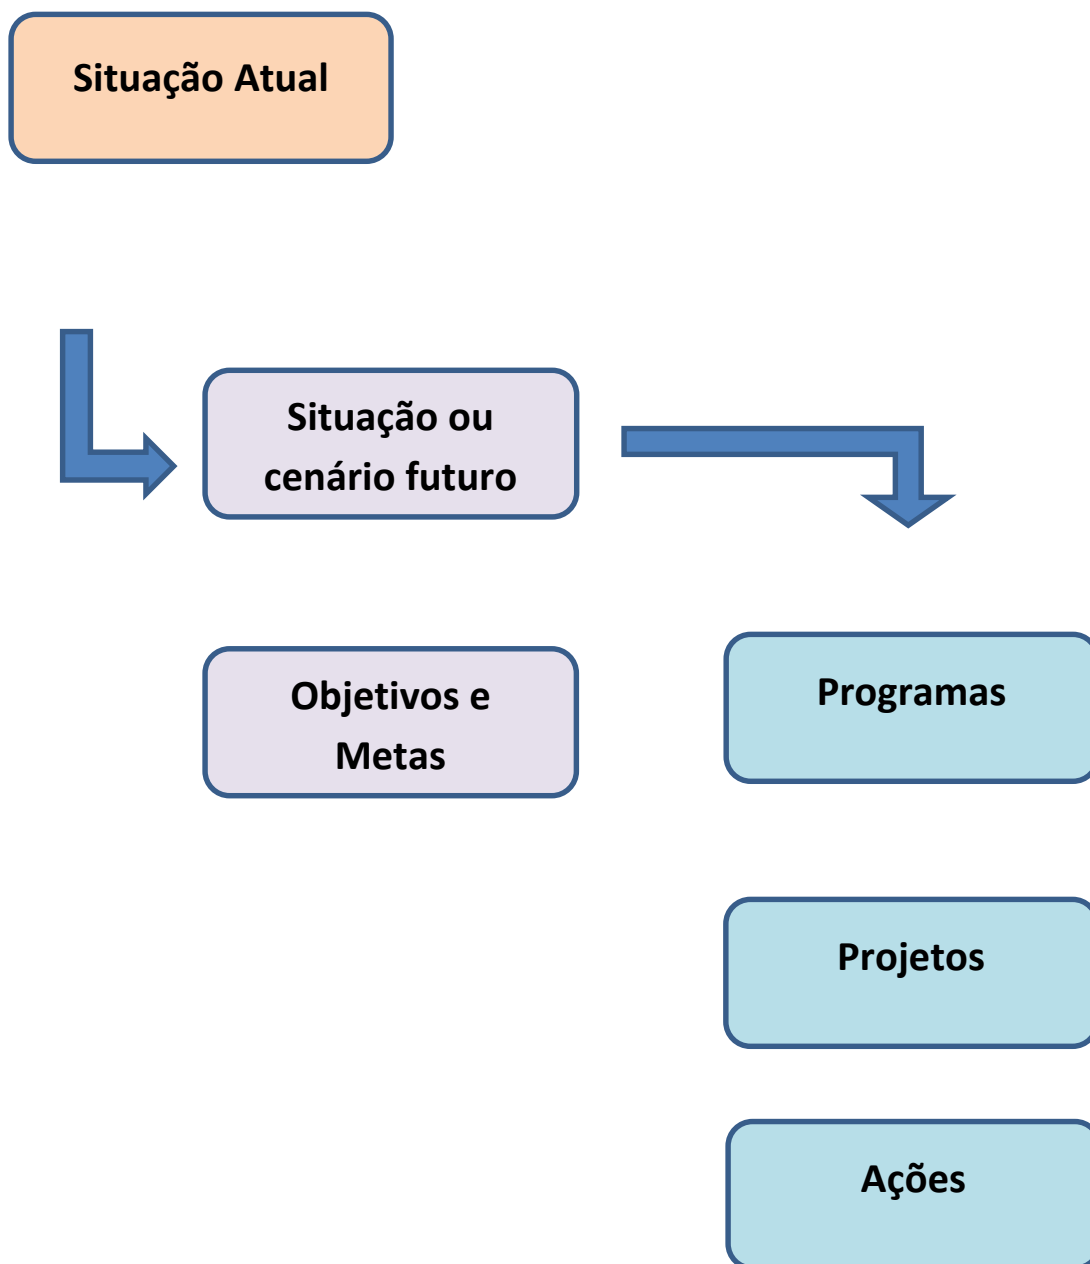 Situação Atual
Situação ou
cenário futuro
Objetivos e
Metas
Programas
Projetos
Ações